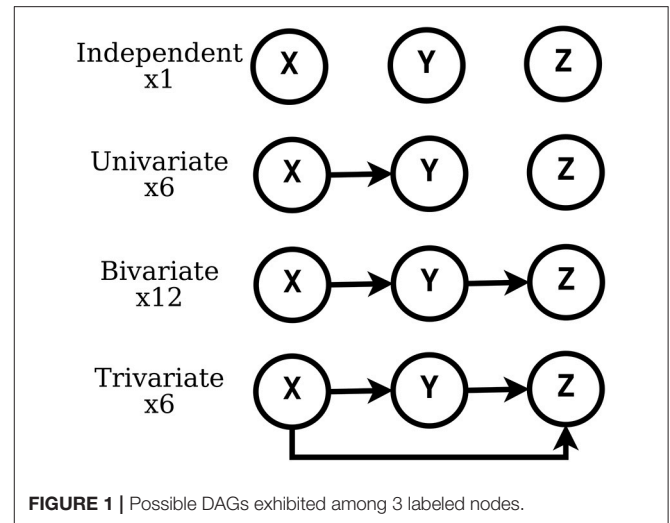 Independent X Y Z
x1
Univariate X Y Z
x6
Bivariate X Y Z
x12
Trivariate X Y Z
x6
FIGURE 1 | Possible DAGs exhibited among 3 labeled nodes.